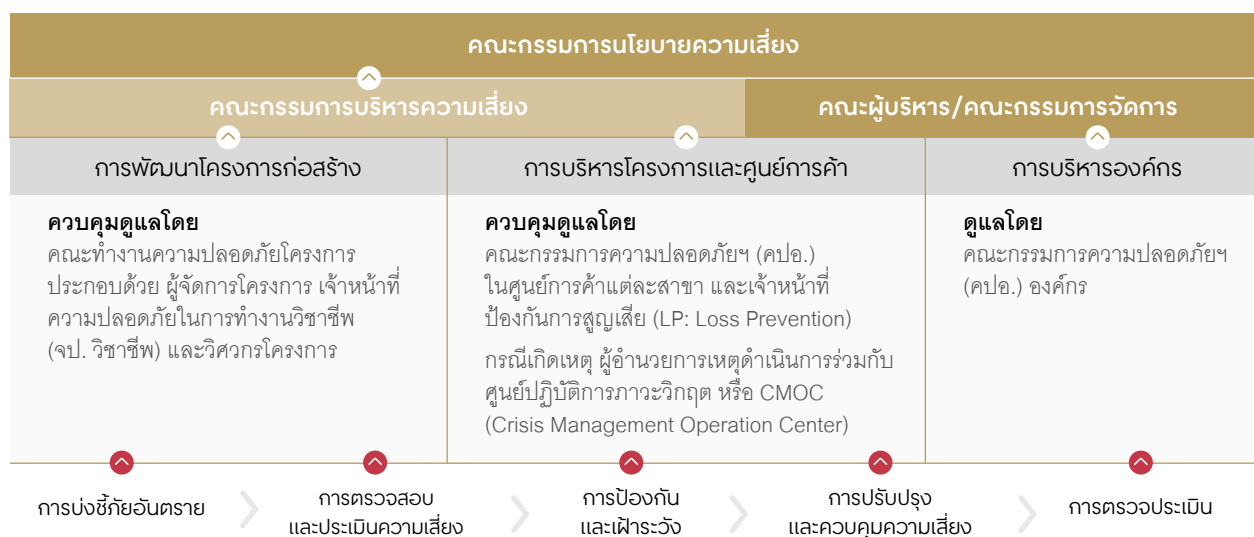 คณะกรรมการนโยบายความเสี่ยง
คณะกรรมการบริหารความเสี่ยง
คณะผู้บริหาร/คณะกรรมการจัดการ
การพัฒนาโครงการก่อสร้าง
การบริหารโครงการและศูนย์การค้า
การบริหารองค์กร
ควบคุมดูแลโดย
คณะทำงานความปลอดภัยโครงการ
ประกอบด้วย ผู้จัดการโครงการ เจ้าหน้าที่
ความปลอดภัยในการทำงานวิชาชีพ
(จป. วิชาชีพ) และวิศวกรโครงการ
ควบคุมดูแลโดย
คณะกรรมการความปลอดภัยฯ (คปอ.)
ในศูนย์การค้าแต่ละสาขา และเจ้าหน้าที่
ป้องกันการสูญเสีย (LP: Loss Prevention)
กรณีเกิดเหตุ ผู้อำนวยการเหตุดำเนินการร่วมกับ
ศูนย์ปฏิบัติการภาวะวิกฤต หรือ CMOC
(Crisis Management Operation Center)
ดูแลโดย
คณะกรรมการความปลอดภัยฯ
(คปอ.) องค์กร
การบ่งชี้ภัยอันตราย
การตรวจสอบ
และประเมินความเสี่ยง
การป้องกัน
และเฝ้าระวัง
การปรับปรุง
และควบคุมความเสี่ยง
การตรวจประเมิน